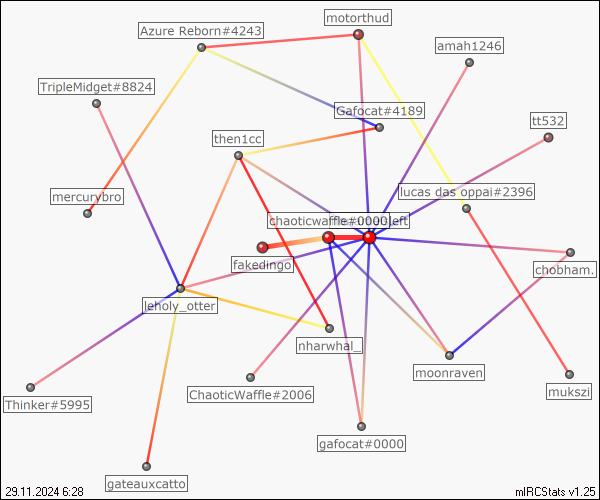 Azure Reborn#4243
motorthud
amah1246
TripleMidget#8824
Gafocat#4189
tt532
then1cc
mercurybro
lucas das oppai#2396
chaoticwaffle#0000
left
fakedingo
chobham.
leholy_otter
nharwhal_
moonraven
ChaoticWaffle#2006
mukszi
Thinker#5995
gafocat#0000
gateauxcatto
29.11.2024 6:28
mIRCStats v1.25